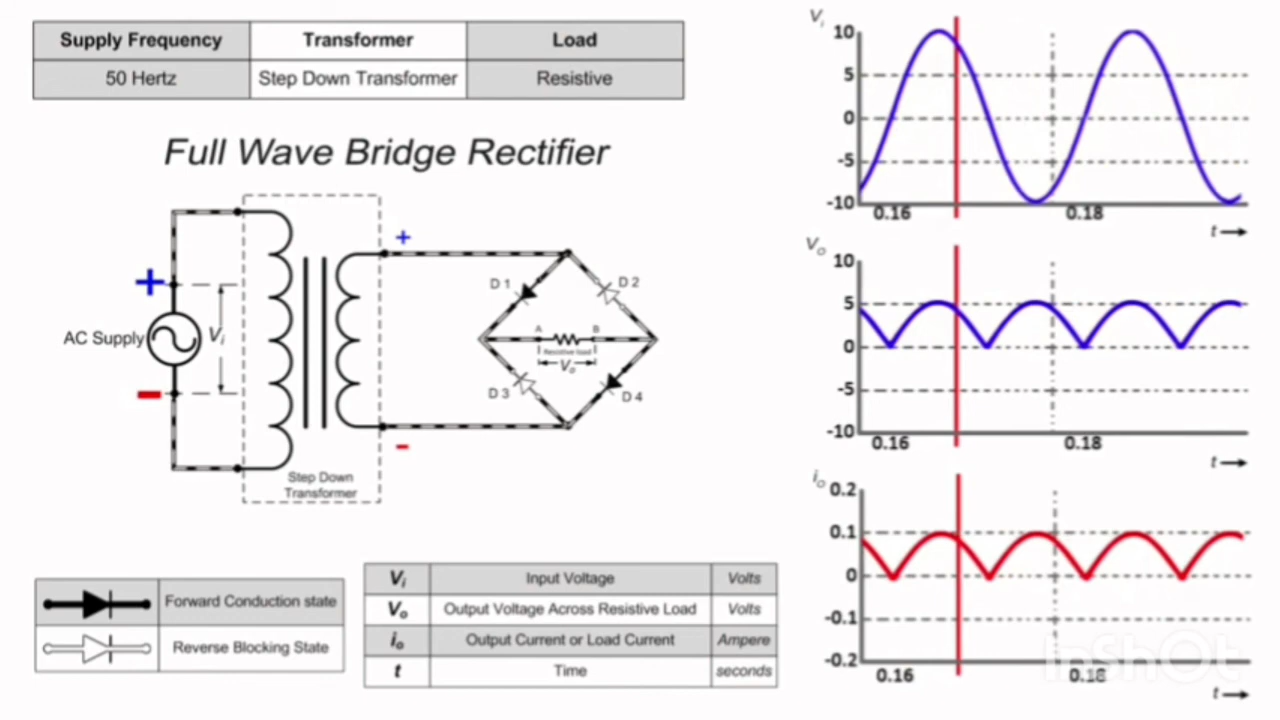 Supply Frequency Transformer Load
50 Hertz Step Down Transformer Resistive
Full Wave Bridge Rectifier
+
+
AC Supply
Vi
D 1
D 2
A
B
Resistive load
Vo
D 3
D 4
Step Down
Transformer
Forward Conduction state
Reverse Blocking State
Vi Input Voltage Volts
Vo Output Voltage Across Resistive Load Volts
io Output Current or Load Current Ampere
t Time seconds
Vi
10
5
0
-5
-10
0.16 0.18
t
Vo
10
5
0
-5
-10
0.16 0.18
t
io
0.2
0.1
0
-0.1
-0.2
0.16 0.18
t
InShOt